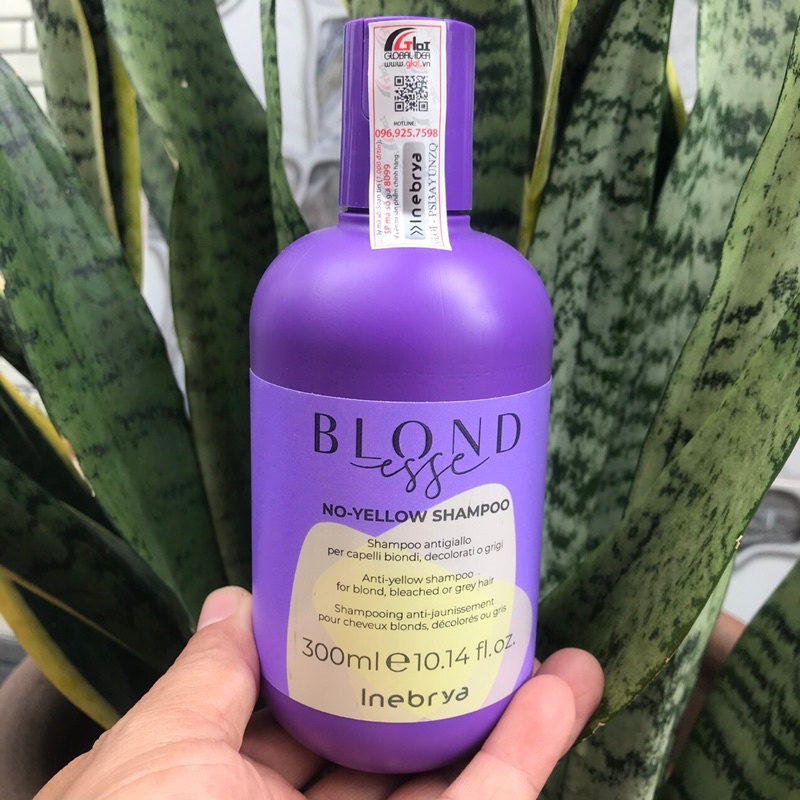 GLOI
GLOBAL IDEA
www.gloi.vn
HOTLINE:
096.925.7598
»Inebrya
BLOND
esse
NO-YELLOW SHAMPOO
Shampoo antigiallo
per capelli biondi, decolorati o grigi
Anti-yellow shampoo
for blond, bleached or grey hair
Shampooing anti-jaunissement
pour cheveux blonds, décolorés ou gris
300ml e 10.14 fl.oz.
Inebrya